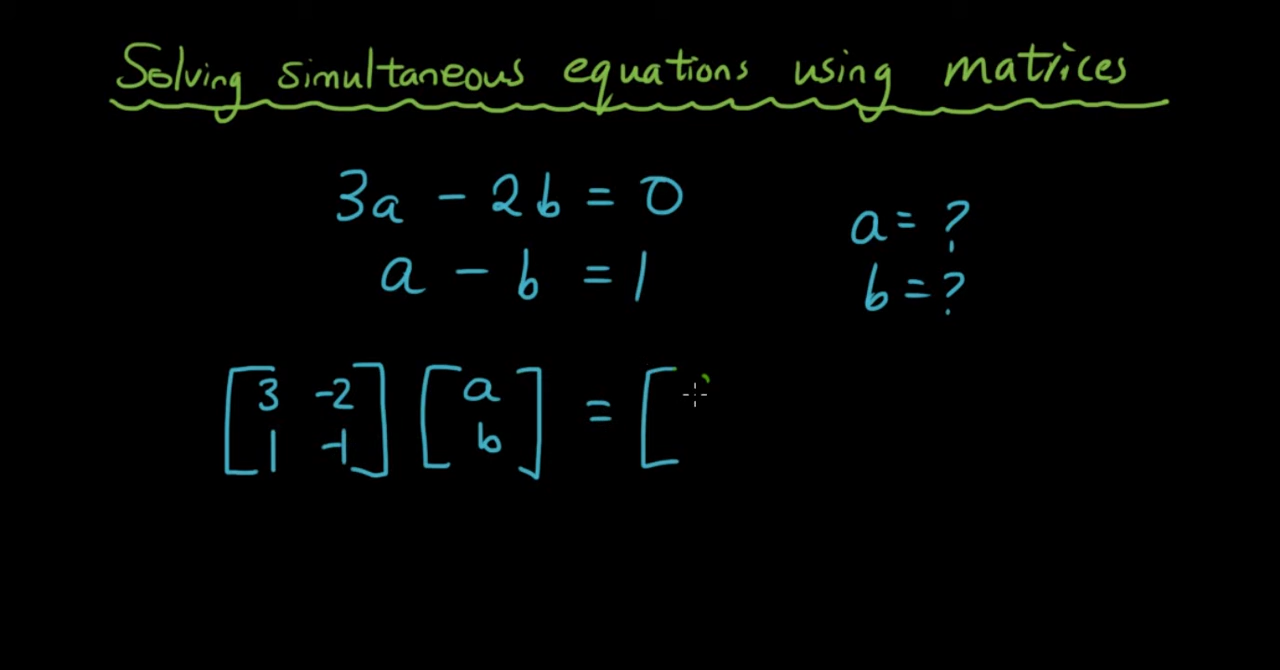 Solving simultaneous equations using matrices
3a - 2b = 0
a - b = 1
a = ?
b = ?
[3 -2] [a] = [
[1 -1] [b]